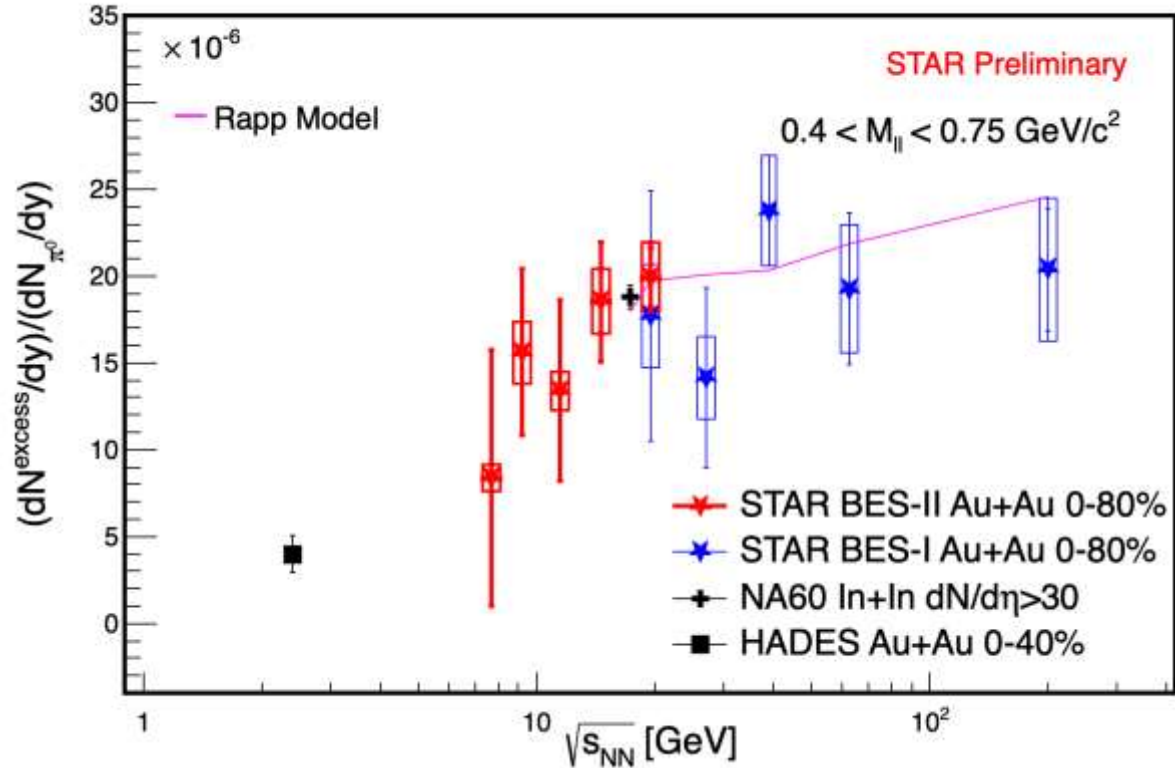 35
× 10⁻⁶
STAR Preliminary
30
Rapp Model
0.4 < M_ll < 0.75 GeV/c²
25
20
15
10
5
0
(dN^excess/dy)/(dN_π⁰/dy)
STAR BES-II Au+Au 0-80%
STAR BES-I Au+Au 0-80%
NA60 In+In dN/dη>30
HADES Au+Au 0-40%
1
10
10²
√s_NN [GeV]